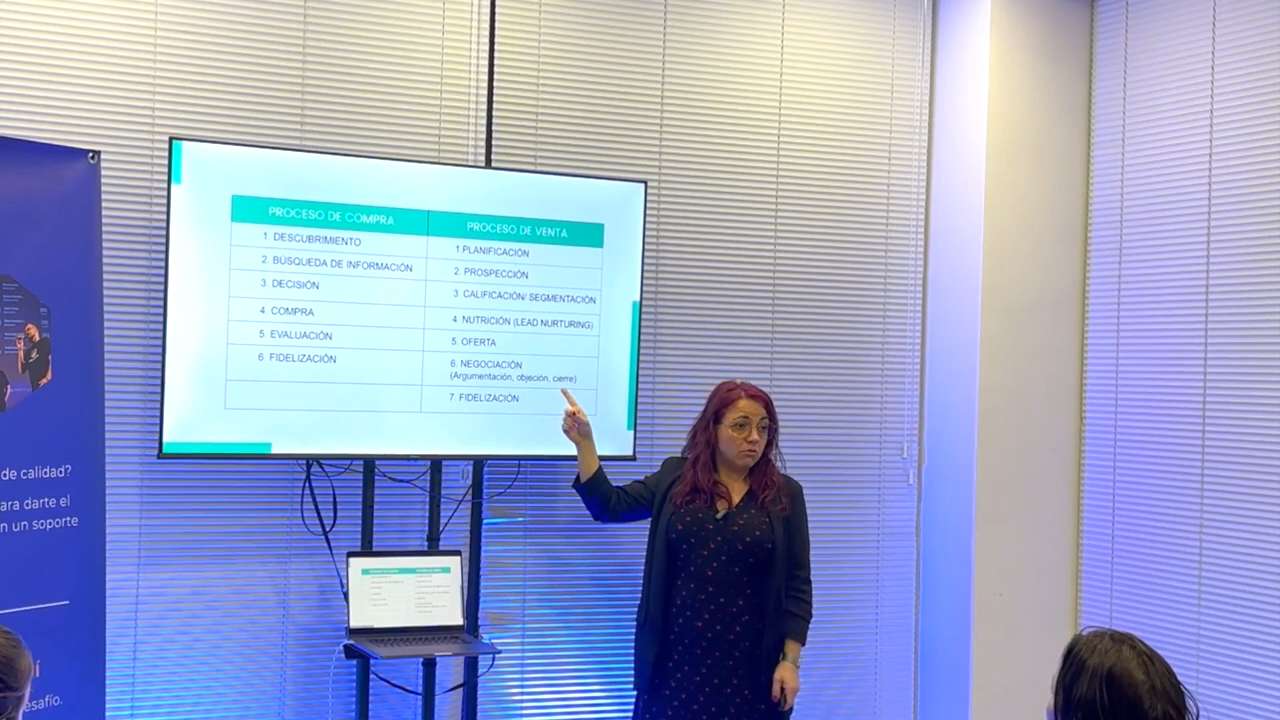 PROCESO DE COMPRA
PROCESO DE VENTA
1. DESCUBRIMIENTO
1.PLANIFICACIÓN
2. BÚSQUEDA DE INFORMACIÓN
2. PROSPECCIÓN
3. DECISIÓN
3 CALIFICACIÓN/ SEGMENTACIÓN
4. COMPRA
4. NUTRICIÓN (LEAD NURTURING)
5. EVALUACIÓN
5. OFERTA
6. FIDELIZACIÓN
6. NEGOCIACIÓN
(Argumentación, objeción, cierre)
7. FIDELIZACIÓN
de calidad?
ara darte el
n un soporte
í
esafío.